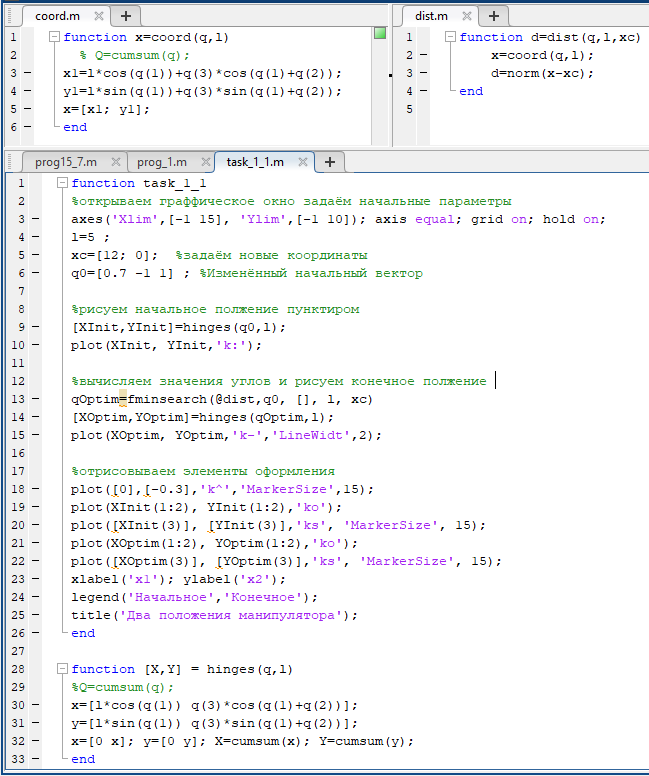 coord.m
1 function x=coord(q,l)
2 % Q=cumsum(q);
3 x1=l*cos(q(1))+q(3)*cos(q(1)+q(2));
4 y1=l*sin(q(1))+q(3)*sin(q(1)+q(2));
5 x=[x1; y1];
6 end
dist.m
1 function d=dist(q,l,xc)
2 x=coord(q,l);
3 d=norm(x-xc);
4 end
5
prog15_7.m prog_1.m task_1_1.m
1 function task_1_1
2 %открываем граффическое окно задаём начальные параметры
3 axes('Xlim',[-1 15], 'Ylim',[-1 10]); axis equal; grid on; hold on;
4 l=5 ;
5 xc=[12; 0]; %задаём новые координаты
6 q0=[0.7 -1 1] ; %Изменённый начальный вектор
7
8 %рисуем начальное полжение пунктиром
9 [XInit,YInit]=hinges(q0,l);
10 plot(XInit, YInit,'k:');
11
12 %вычисляем значения углов и рисуем конечное полжение
13 qOptim=fminsearch(@dist,q0, [], l, xc)
14 [XOptim,YOptim]=hinges(qOptim,l);
15 plot(XOptim, YOptim,'k-','LineWidt',2);
16
17 %отрисовываем элементы оформления
18 plot([0],[-0.3],'k^','MarkerSize',15);
19 plot(XInit(1:2), YInit(1:2),'ko');
20 plot([XInit(3)], [YInit(3)],'ks', 'MarkerSize', 15);
21 plot(XOptim(1:2), YOptim(1:2),'ko');
22 plot([XOptim(3)], [YOptim(3)],'ks', 'MarkerSize', 15);
23 xlabel('x1'); ylabel('x2');
24 legend('Начальное','Конечное');
25 title('Два положения манипулятора');
26 end
27
28 function [X,Y] = hinges(q,l)
29 %Q=cumsum(q);
30 x=[l*cos(q(1)) q(3)*cos(q(1)+q(2))];
31 y=[l*sin(q(1)) q(3)*sin(q(1)+q(2))];
32 x=[0 x]; y=[0 y]; X=cumsum(x); Y=cumsum(y);
33 end